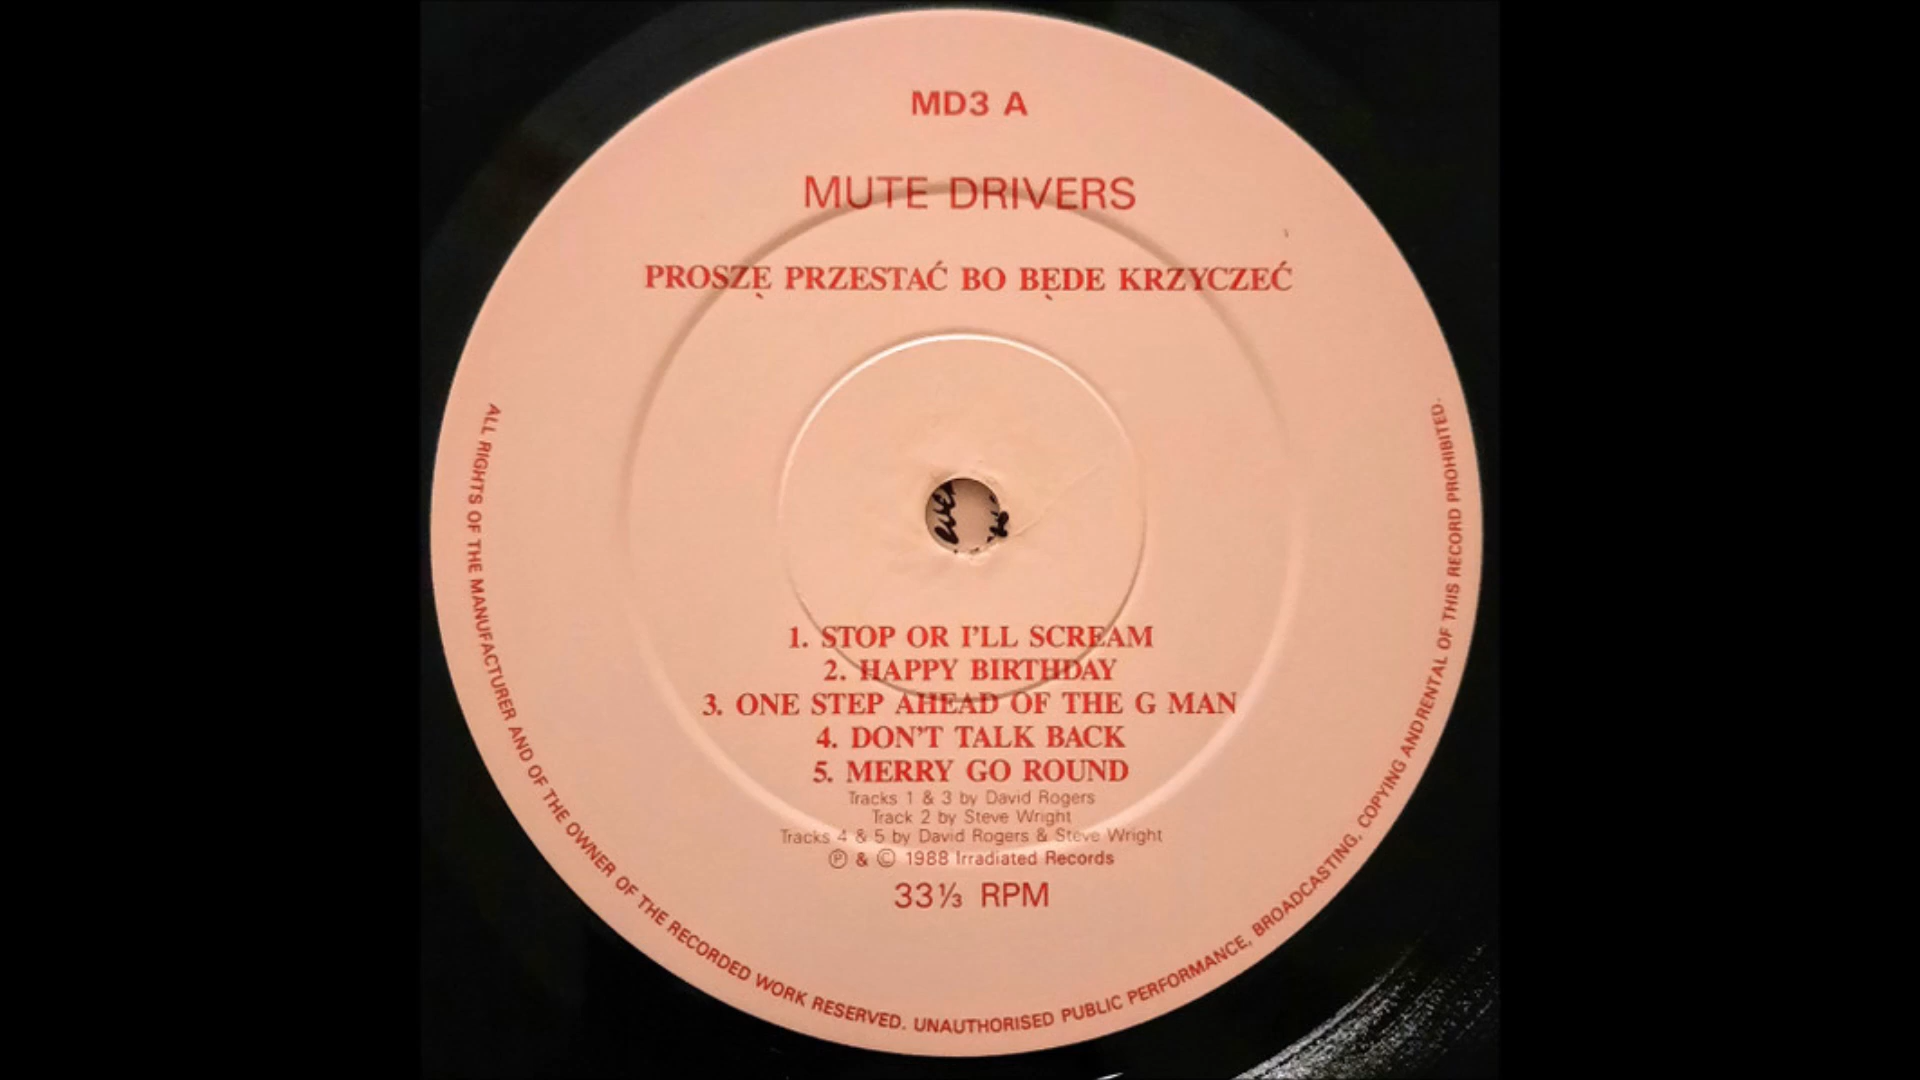 MD3 A
MUTE DRIVERS
PROSZĘ PRZESTAĆ BO BĘDE KRZYCZEĆ
1. STOP OR I'LL SCREAM
2. HAPPY BIRTHDAY
3. ONE STEP AHEAD OF THE G MAN
4. DON'T TALK BACK
5. MERRY GO ROUND
Tracks 1 & 3 by David Rogers
Track 2 by Steve Wright
Tracks 4 & 5 by David Rogers & Steve Wright
Ⓟ & © 1988 Irradiated Records
33⅓ RPM
ALL RIGHTS OF THE MANUFACTURER AND OF THE OWNER OF THE RECORDED WORK RESERVED. UNAUTHORISED PUBLIC PERFORMANCE, BROADCASTING, COPYING ANDRENTAL OF THIS RECORD PROHIBITED.